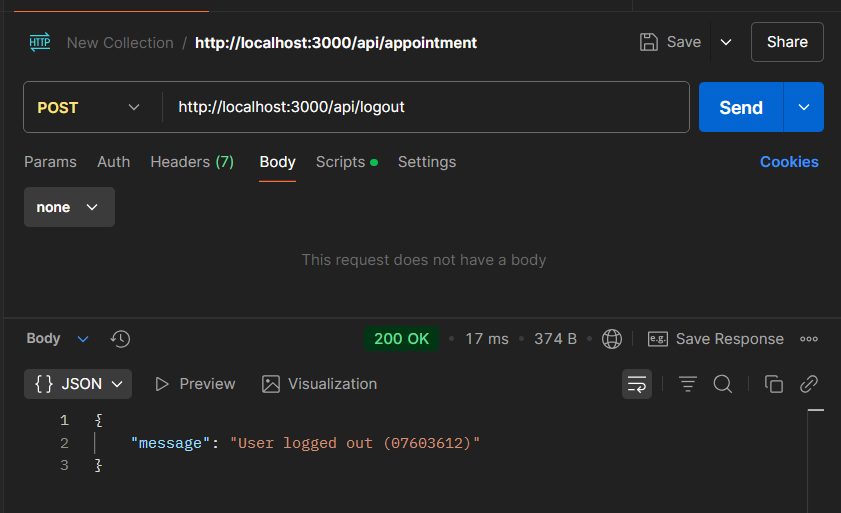 HTTP New Collection / http://localhost:3000/api/appointment Save Share
POST http://localhost:3000/api/logout Send
Params Auth Headers (7) Body Scripts Settings Cookies
none
This request does not have a body
Body 200 OK • 17 ms • 374 B • e.g. Save Response
{} JSON Preview Visualization
1 {
2 "message": "User logged out (07603612)"
3 }